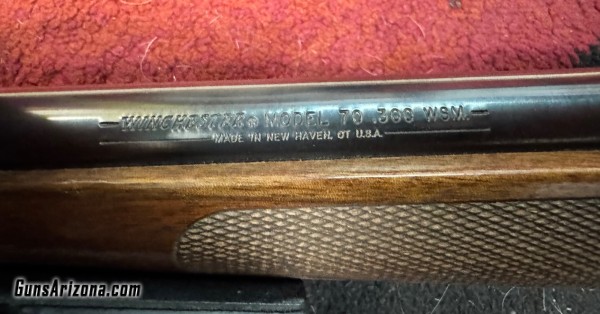 –WINCHESTER® MODEL 70 .300 WSM.–
MADE IN NEW HAVEN, CT U.S.A.
GunsArizona.com